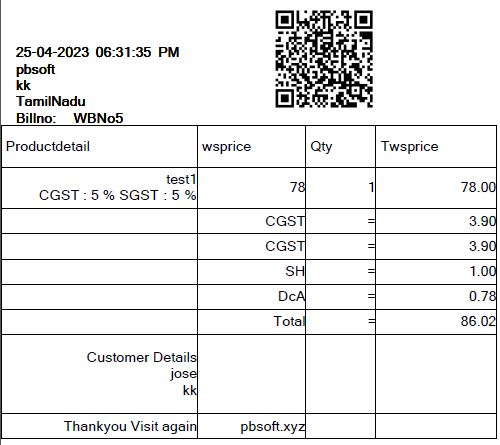 25-04-2023 06:31:35 PM
pbsoft
kk
TamilNadu
Billno: WBNo5
Productdetail wsprice Qty Twsprice
test1
CGST : 5 % SGST : 5 % 78 1 78.00
CGST = 3.90
CGST = 3.90
SH = 1.00
DcA = 0.78
Total = 86.02
Customer Details
jose
kk
Thankyou Visit again pbsoft.xyz